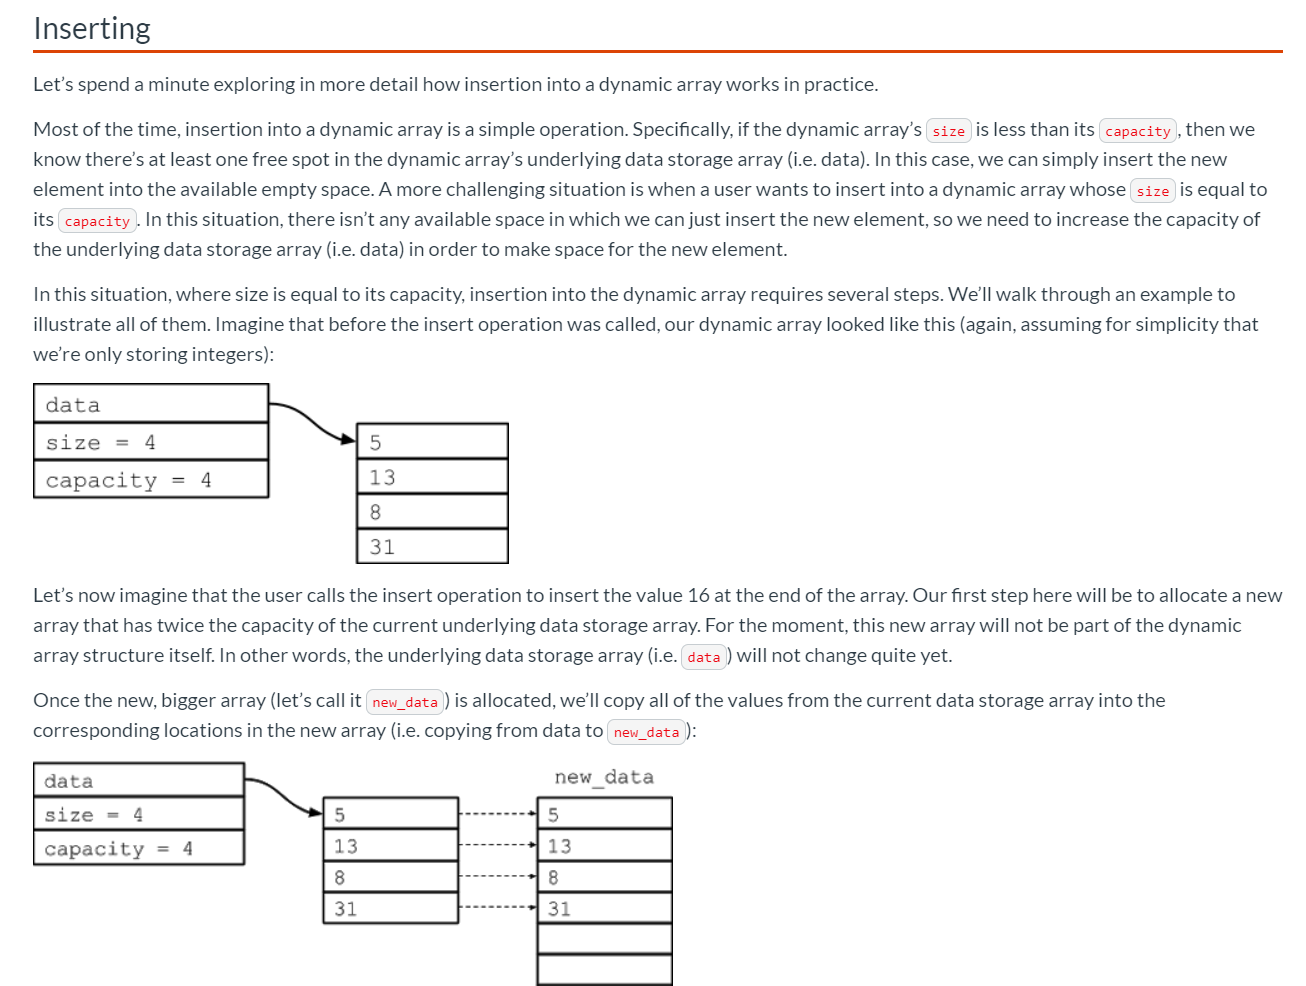 Inserting
Let's spend a minute exploring in more detail how insertion into a dynamic array works in practice.
Most of the time, insertion into a dynamic array is a simple operation. Specifically, if the dynamic array's size is less than its capacity, then we
know there's at least one free spot in the dynamic array's underlying data storage array (i.e. data). In this case, we can simply insert the new
element into the available empty space. A more challenging situation is when a user wants to insert into a dynamic array whose size is equal to
its capacity. In this situation, there isn't any available space in which we can just insert the new element, so we need to increase the capacity of
the underlying data storage array (i.e. data) in order to make space for the new element.
In this situation, where size is equal to its capacity, insertion into the dynamic array requires several steps. We'll walk through an example to
illustrate all of them. Imagine that before the insert operation was called, our dynamic array looked like this (again, assuming for simplicity that
we're only storing integers):
data
size = 4
capacity = 4
5
13
8
31
Let's now imagine that the user calls the insert operation to insert the value 16 at the end of the array. Our first step here will be to allocate a new
array that has twice the capacity of the current underlying data storage array. For the moment, this new array will not be part of the dynamic
array structure itself. In other words, the underlying data storage array (i.e. data) will not change quite yet.
Once the new, bigger array (let's call it new_data) is allocated, we'll copy all of the values from the current data storage array into the
corresponding locations in the new array (i.e. copying from data to new_data):
data
size = 4
capacity = 4
5
13
8
31
new_data
5
13
8
31